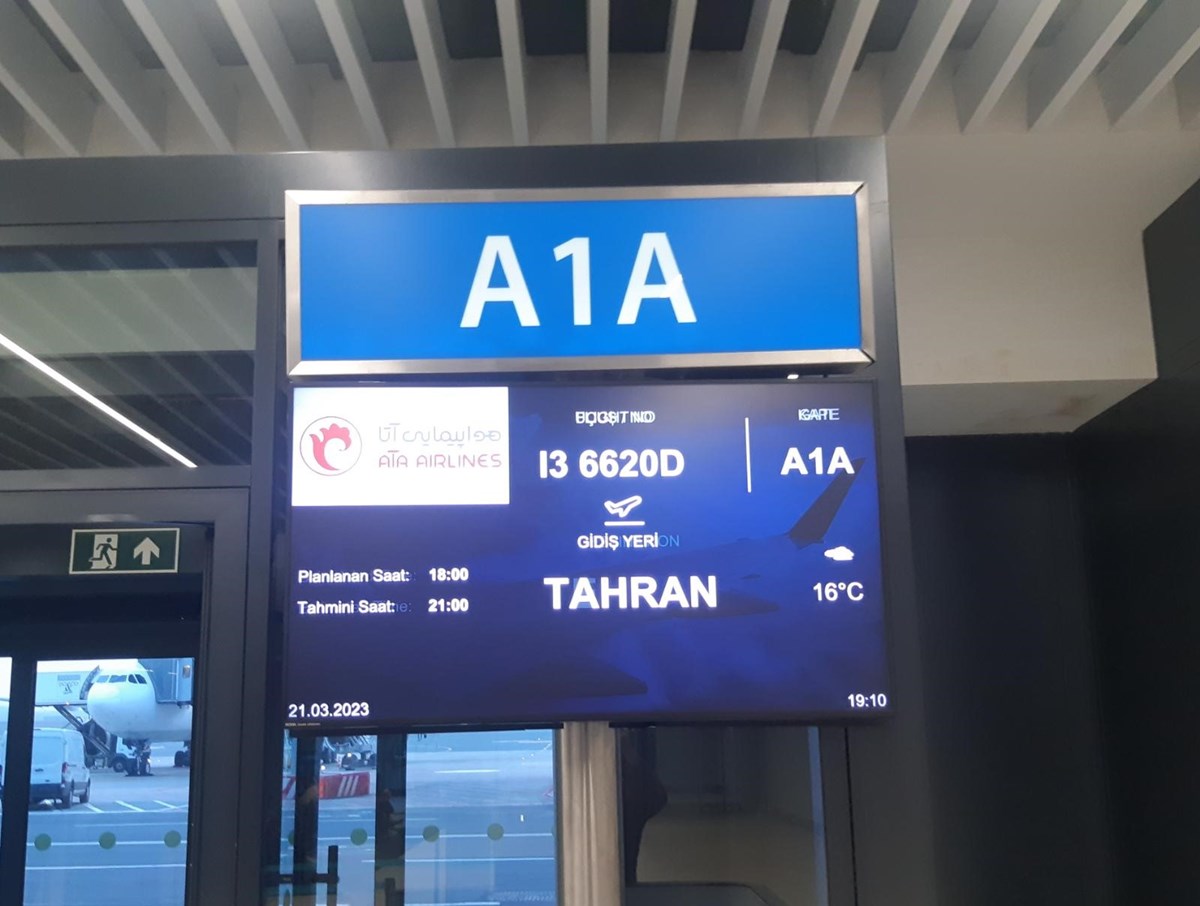 A1A
هواپیمایی آتا
ATA AIRLINES
I3 6620D
A1A
GİDİŞ YERİ
Planlanan Saat: 18:00
Tahmini Saat: 21:00
TAHRAN
16°C
21.03.2023
19:10